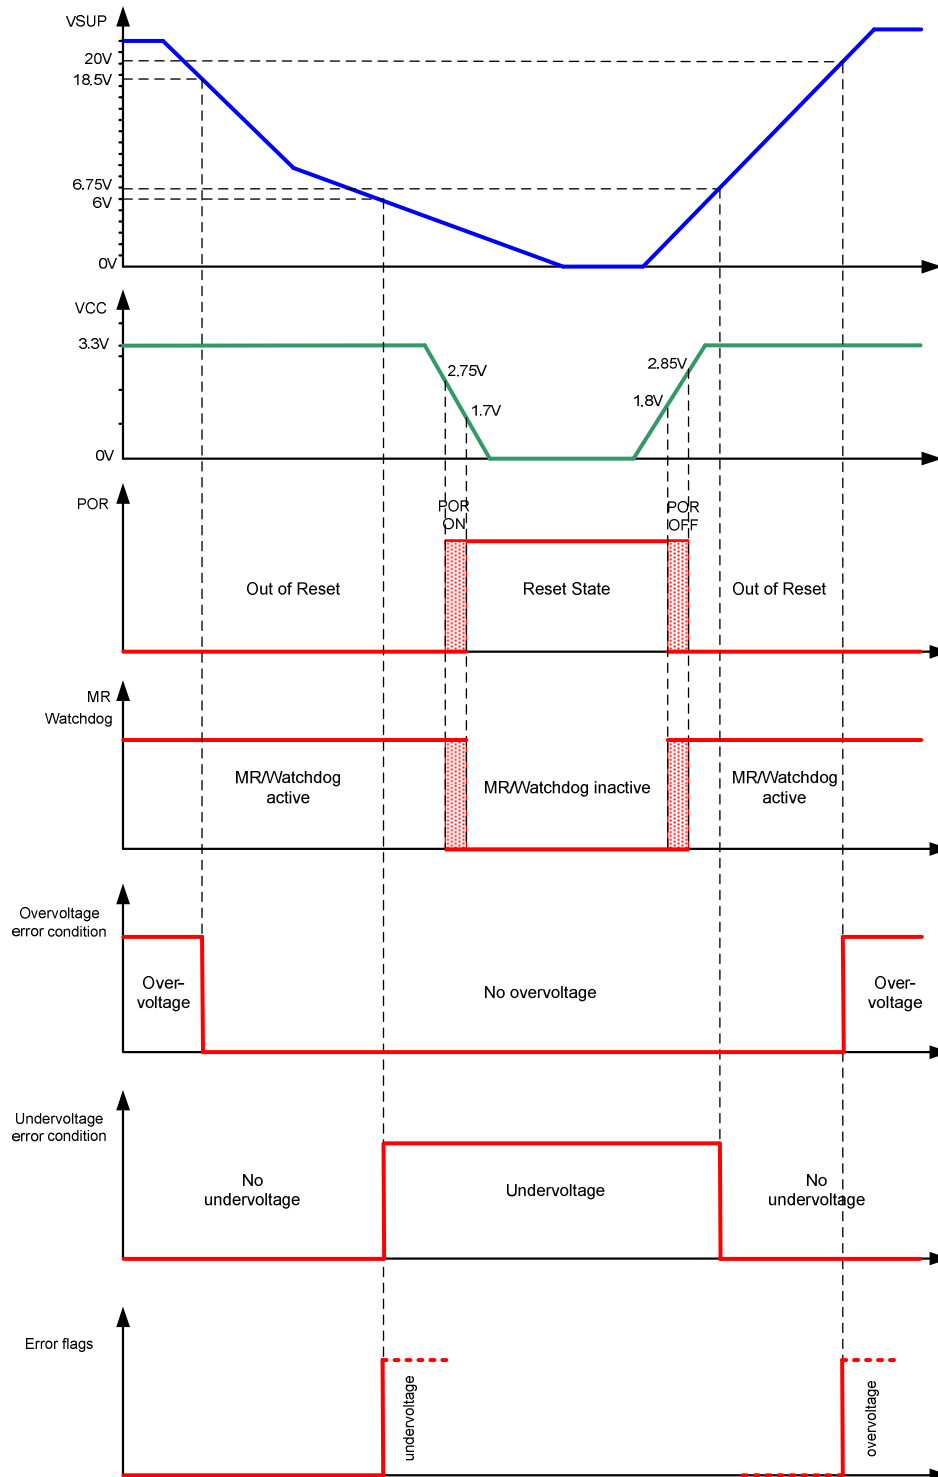 VSUP
20V
18.5V
6.75V
6V
0V
VCC
3.3V
2.75V
2.85V
1.8V
1.7V
0V
POR
POR
ON
POR
OFF
Out of Reset
Reset State
Out of Reset
MR
Watchdog
MR/Watchdog
active
MR/Watchdog inactive
MR/Watchdog
active
Overvoltage
error condition
Over-
voltage
No overvoltage
Over-
voltage
Undervoltage
error condition
No
undervoltage
Undervoltage
No
undervoltage
Error flags
undervoltage
overvoltage